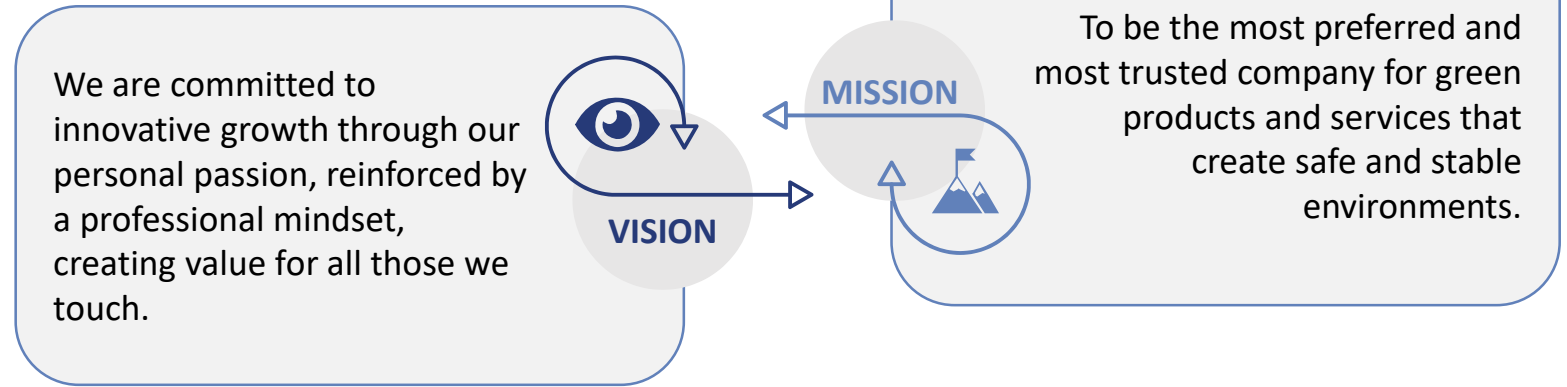 We are committed to
innovative growth through our
personal passion, reinforced by
a professional mindset,
creating value for all those we
touch.
VISION
MISSION
To be the most preferred and
most trusted company for green
products and services that
create safe and stable
environments.